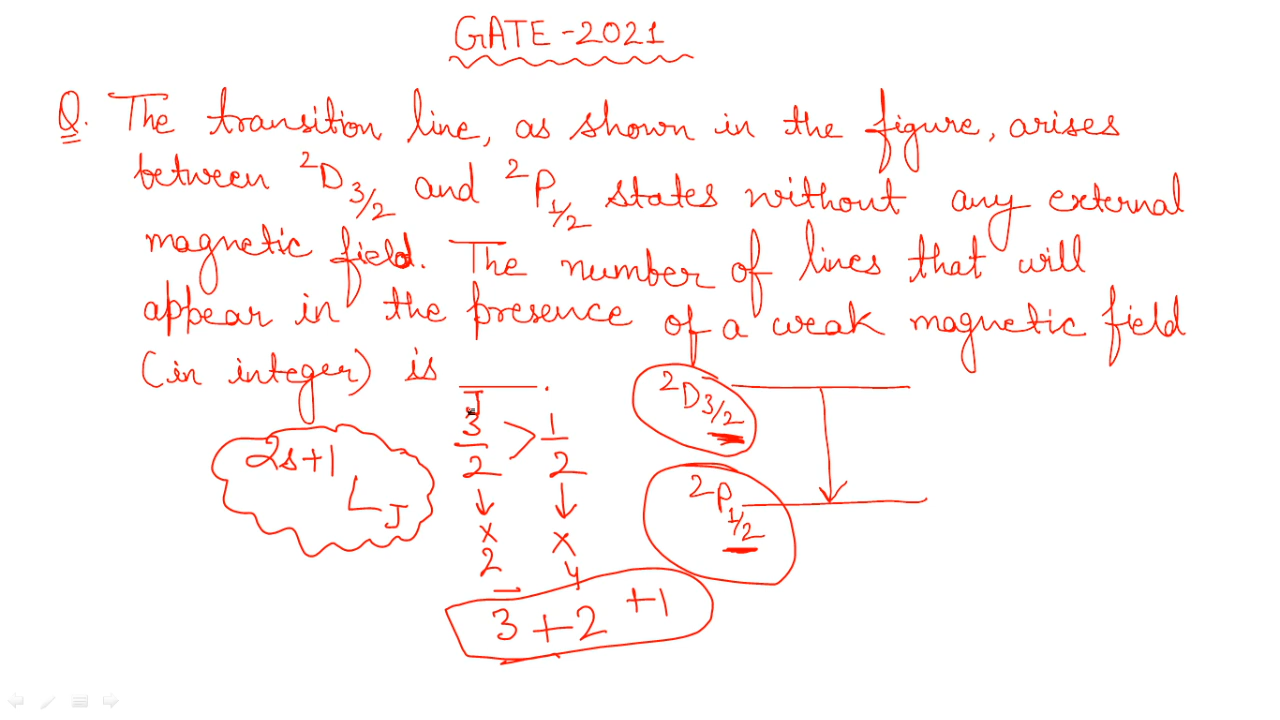 GATE-2021
Q. The transition line, as shown in the figure, arises
between ²D₃/₂ and ²P₁/₂ states without any external
magnetic field. The number of lines that will
appear in the presence of a weak magnetic field
(in integer) is ____.
²D₃/₂
J
3/2 > 1/2
2s+1
L J
²P₁/₂
↓ ↓
x x
2 4
3+2+1